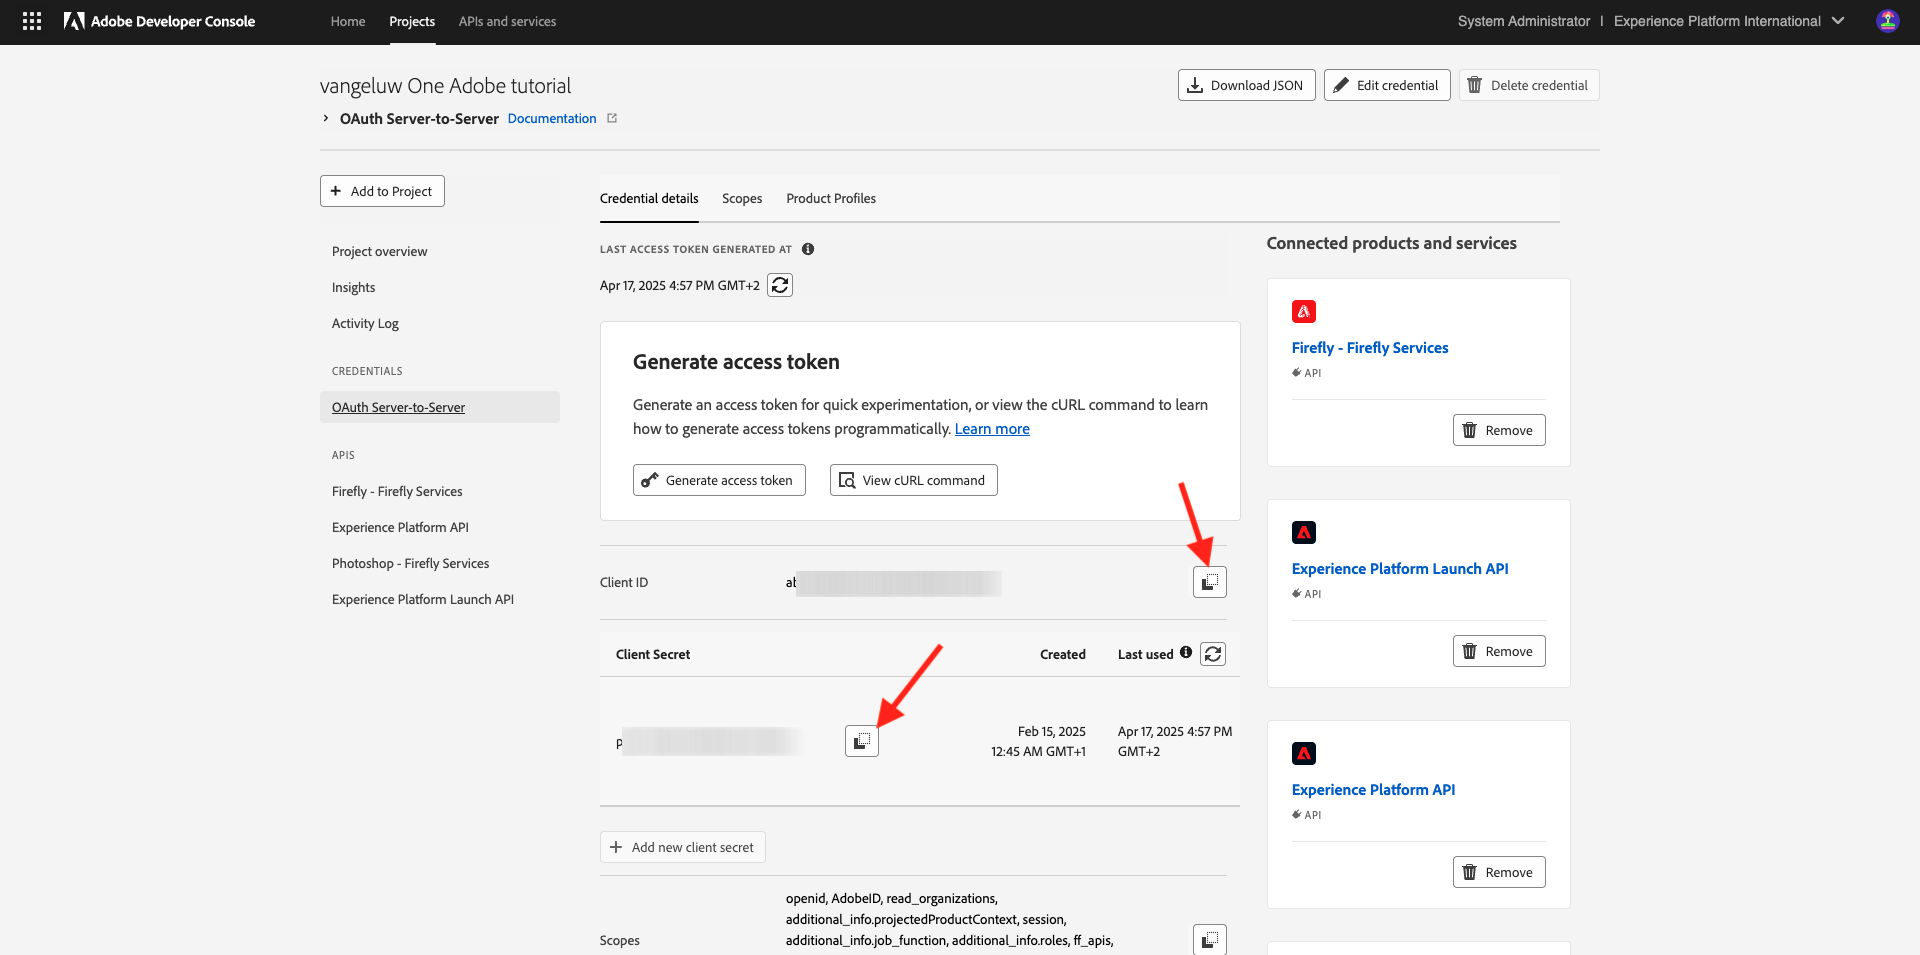 Adobe Developer Console
Home
Projects
APIs and services
System Administrator | Experience Platform International
vangeluw One Adobe tutorial
Download JSON
Edit credential
Delete credential
OAuth Server-to-Server
Documentation
Add to Project
Project overview
Insights
Activity Log
CREDENTIALS
OAuth Server-to-Server
APIS
Firefly - Firefly Services
Experience Platform API
Photoshop - Firefly Services
Experience Platform Launch API
Credential details
Scopes
Product Profiles
LAST ACCESS TOKEN GENERATED AT
Apr 17, 2025 4:57 PM GMT+2
Generate access token
Generate an access token for quick experimentation, or view the cURL command to learn
how to generate access tokens programmatically. Learn more
Generate access token
View cURL command
Client ID
Client Secret
Created
Last used
Feb 15, 2025
12:45 AM GMT+1
Apr 17, 2025 4:57 PM
GMT+2
Add new client secret
Scopes
openid, AdobeID, read_organizations,
additional_info.projectedProductContext, session,
additional_info.job_function, additional_info.roles, ff_apis,
Connected products and services
Firefly - Firefly Services
API
Remove
Experience Platform Launch API
API
Remove
Experience Platform API
API
Remove